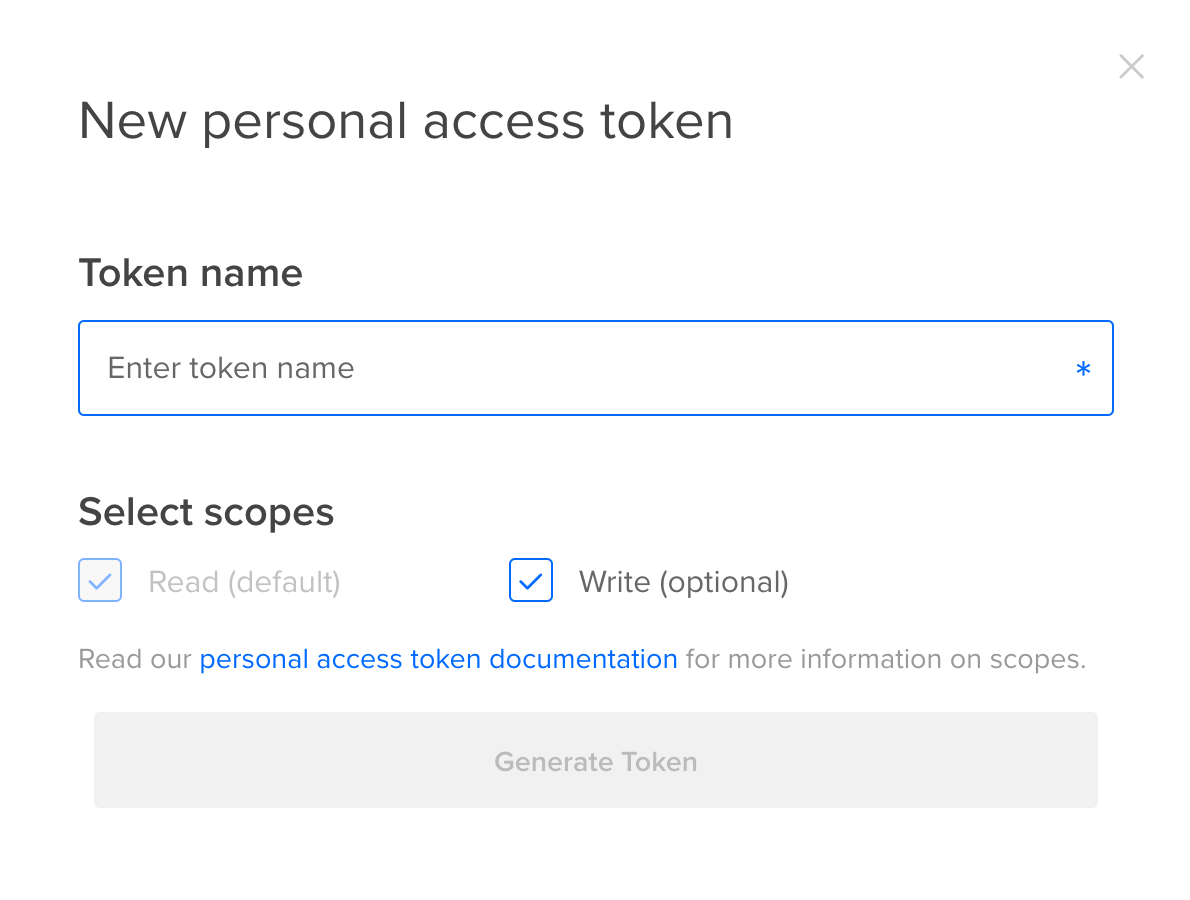 New personal access token
Token name
Enter token name *
Select scopes
Read (default) Write (optional)
Read our personal access token documentation for more information on scopes.
Generate Token